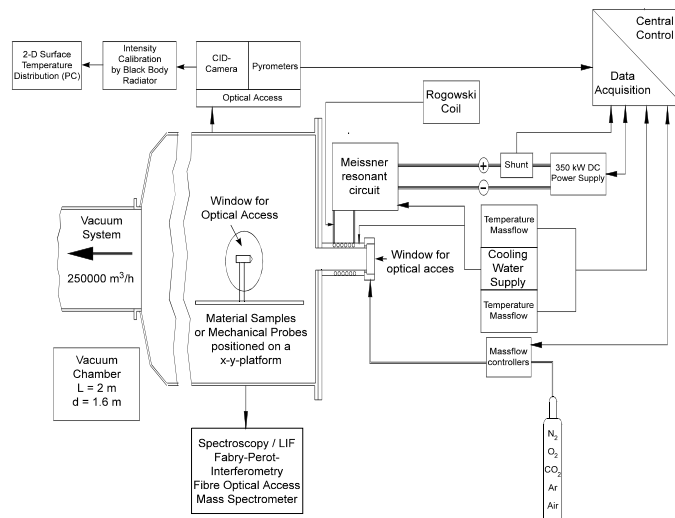 Central
Control
Data
Acquisition
2-D Surface
Temperature
Distribution (PC)
Intensity
Calibration
by Black Body
Radiator
CID-
Camera
Pyrometers
Optical Access
Rogowski
Coil
Meissner
resonant
circuit
+
−
Shunt
350 kW DC
Power Supply
Vacuum
System
250000 m³/h
Window for
Optical Access
Window for
optical acces
Temperature
Massflow
Cooling
Water
Supply
Temperature
Massflow
Material Samples
or Mechanical Probes
positioned on a
x-y-platform
Vacuum
Chamber
L = 2 m
d = 1.6 m
Massflow
controllers
Spectroscopy / LIF
Fabry-Perot-
Interferometry
Fibre Optical Access
Mass Spectrometer
N₂
O₂
CO₂
Ar
Air